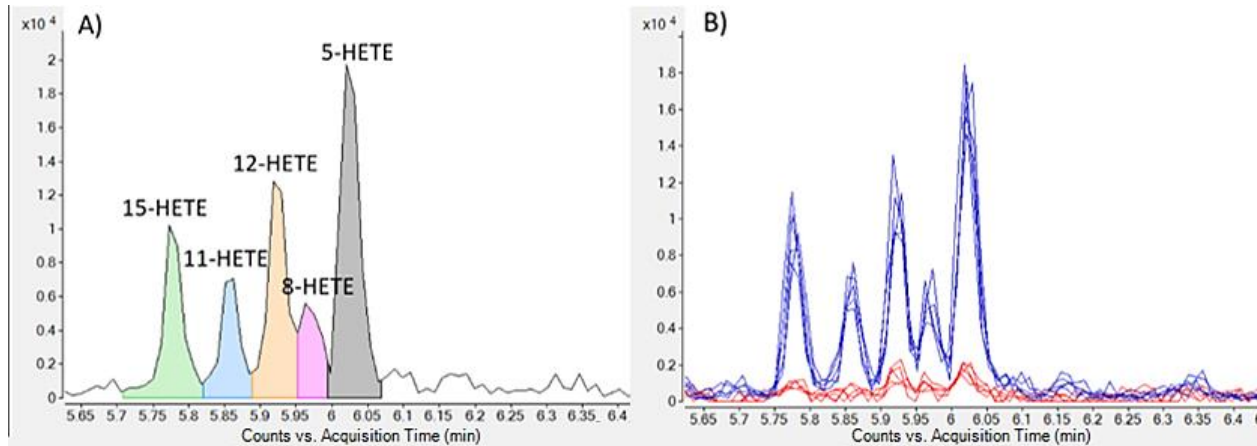 x10 4 A)
5-HETE
12-HETE
15-HETE
11-HETE
8-HETE
2
1.8
1.6
1.4
1.2
1
0.8
0.6
0.4
0.2
0
5.65 5.7 5.75 5.8 5.85 5.9 5.95 6 6.05 6.1 6.15 6.2 6.25 6.3 6.35 6.4
Counts vs. Acquisition Time (min)
x10 4 B)
1.8
1.6
1.4
1.2
1
0.8
0.6
0.4
0.2
0
5.65 5.7 5.75 5.8 5.85 5.9 5.95 6 6.05 6.1 6.15 6.2 6.25 6.3 6.35 6.4
Counts vs. Acquisition Time (min)